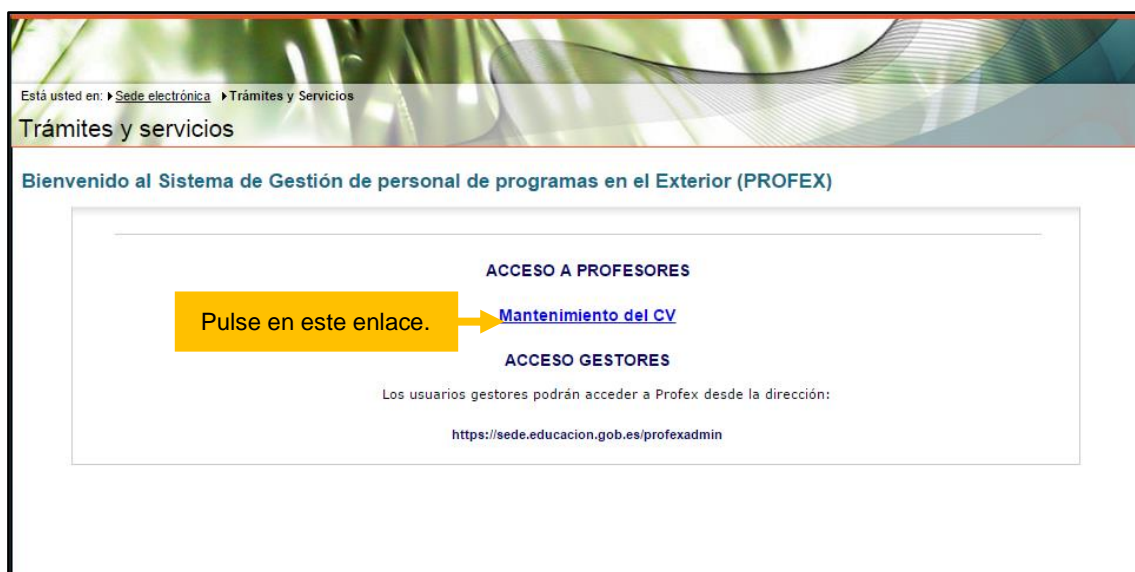 Está usted en: Sede electrónica Trámites y Servicios
Trámites y servicios
Bienvenido al Sistema de Gestión de personal de programas en el Exterior (PROFEX)
ACCESO A PROFESORES
Pulse en este enlace.
Mantenimiento del CV
ACCESO GESTORES
Los usuarios gestores podrán acceder a Profex desde la dirección:
https://sede.educacion.gob.es/profexadmin